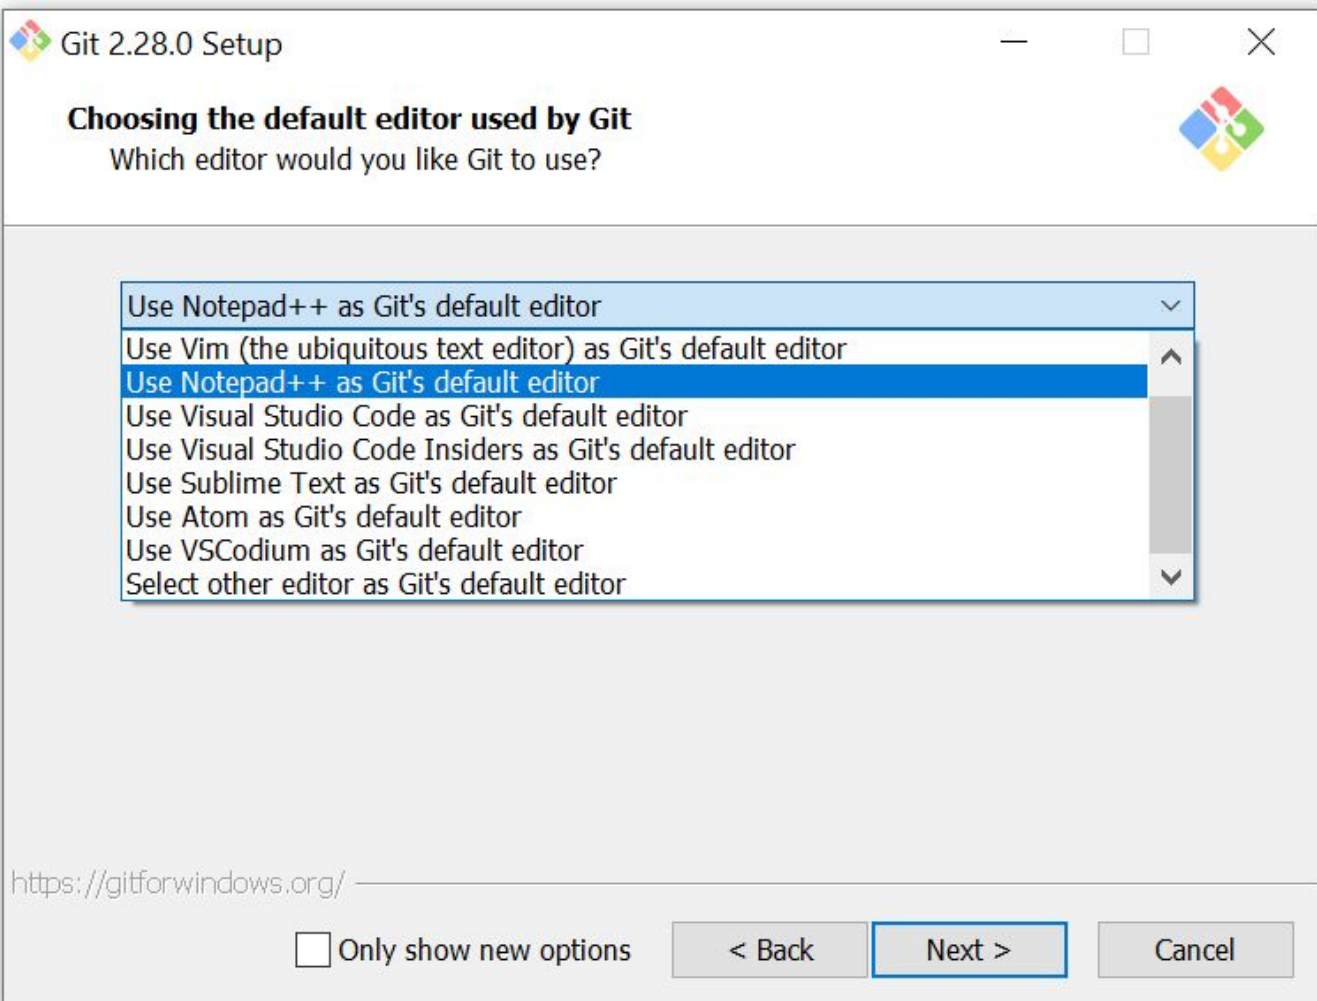 Git 2.28.0 Setup
Choosing the default editor used by Git
Which editor would you like Git to use?
Use Notepad++ as Git's default editor
Use Vim (the ubiquitous text editor) as Git's default editor
Use Notepad++ as Git's default editor
Use Visual Studio Code as Git's default editor
Use Visual Studio Code Insiders as Git's default editor
Use Sublime Text as Git's default editor
Use Atom as Git's default editor
Use VSCodium as Git's default editor
Select other editor as Git's default editor
https://gitforwindows.org/
Only show new options < Back Next > Cancel